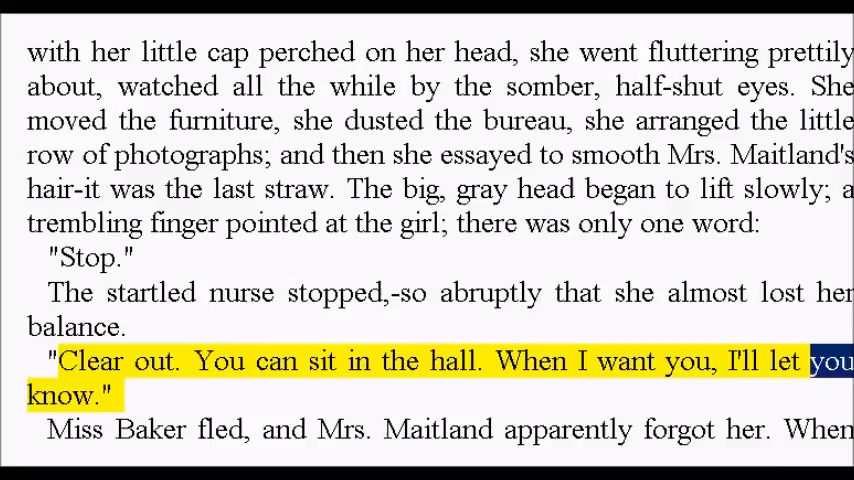 with her little cap perched on her head, she went fluttering prettily
about, watched all the while by the somber, half-shut eyes. She
moved the furniture, she dusted the bureau, she arranged the little
row of photographs; and then she essayed to smooth Mrs. Maitland's
hair-it was the last straw. The big, gray head began to lift slowly; a
trembling finger pointed at the girl; there was only one word:
"Stop."
The startled nurse stopped,-so abruptly that she almost lost her
balance.
"Clear out. You can sit in the hall. When I want you, I'll let you
know."
Miss Baker fled, and Mrs. Maitland apparently forgot her. When